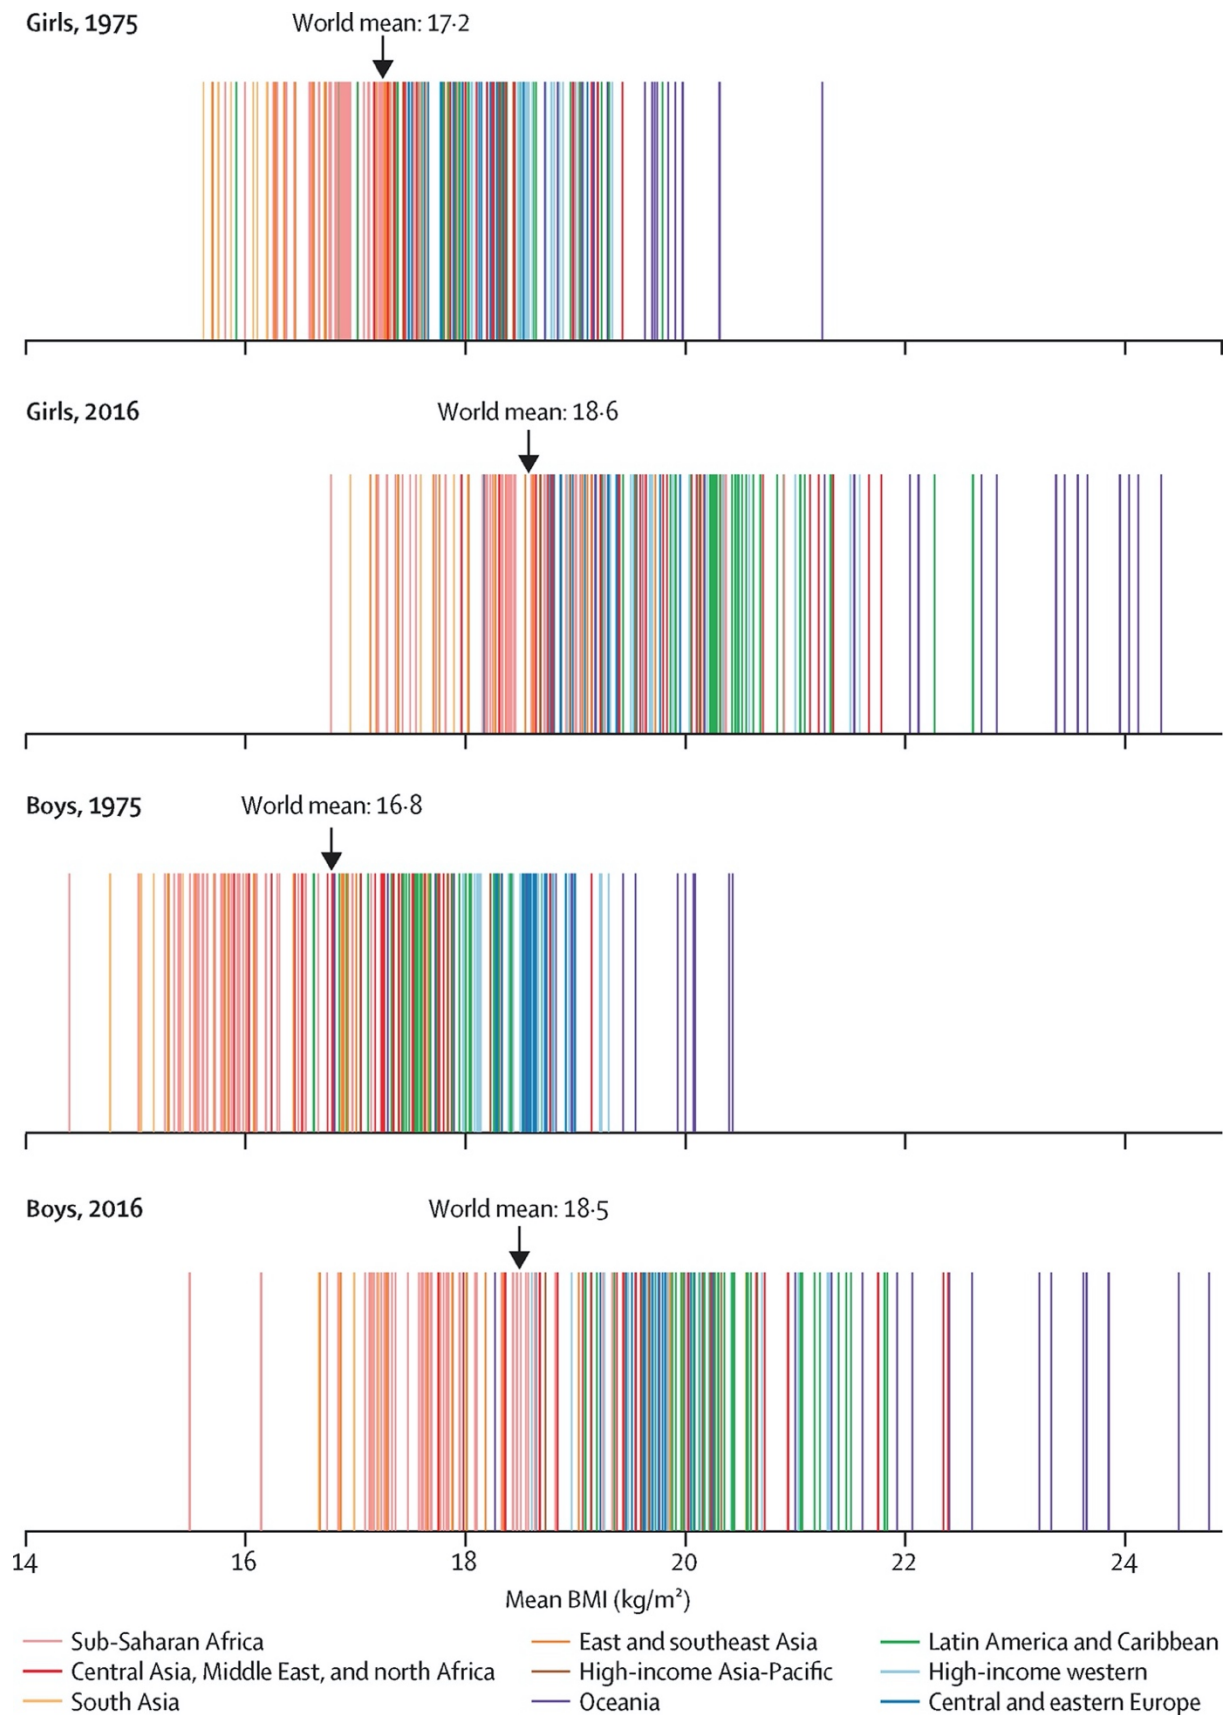 Girls, 1975
World mean: 17·2
Girls, 2016
World mean: 18·6
Boys, 1975
World mean: 16·8
Boys, 2016
World mean: 18·5
14 16 18 20 22 24
Mean BMI (kg/m²)
Sub-Saharan Africa East and southeast Asia Latin America and Caribbean
Central Asia, Middle East, and north Africa High-income Asia-Pacific High-income western
South Asia Oceania Central and eastern Europe